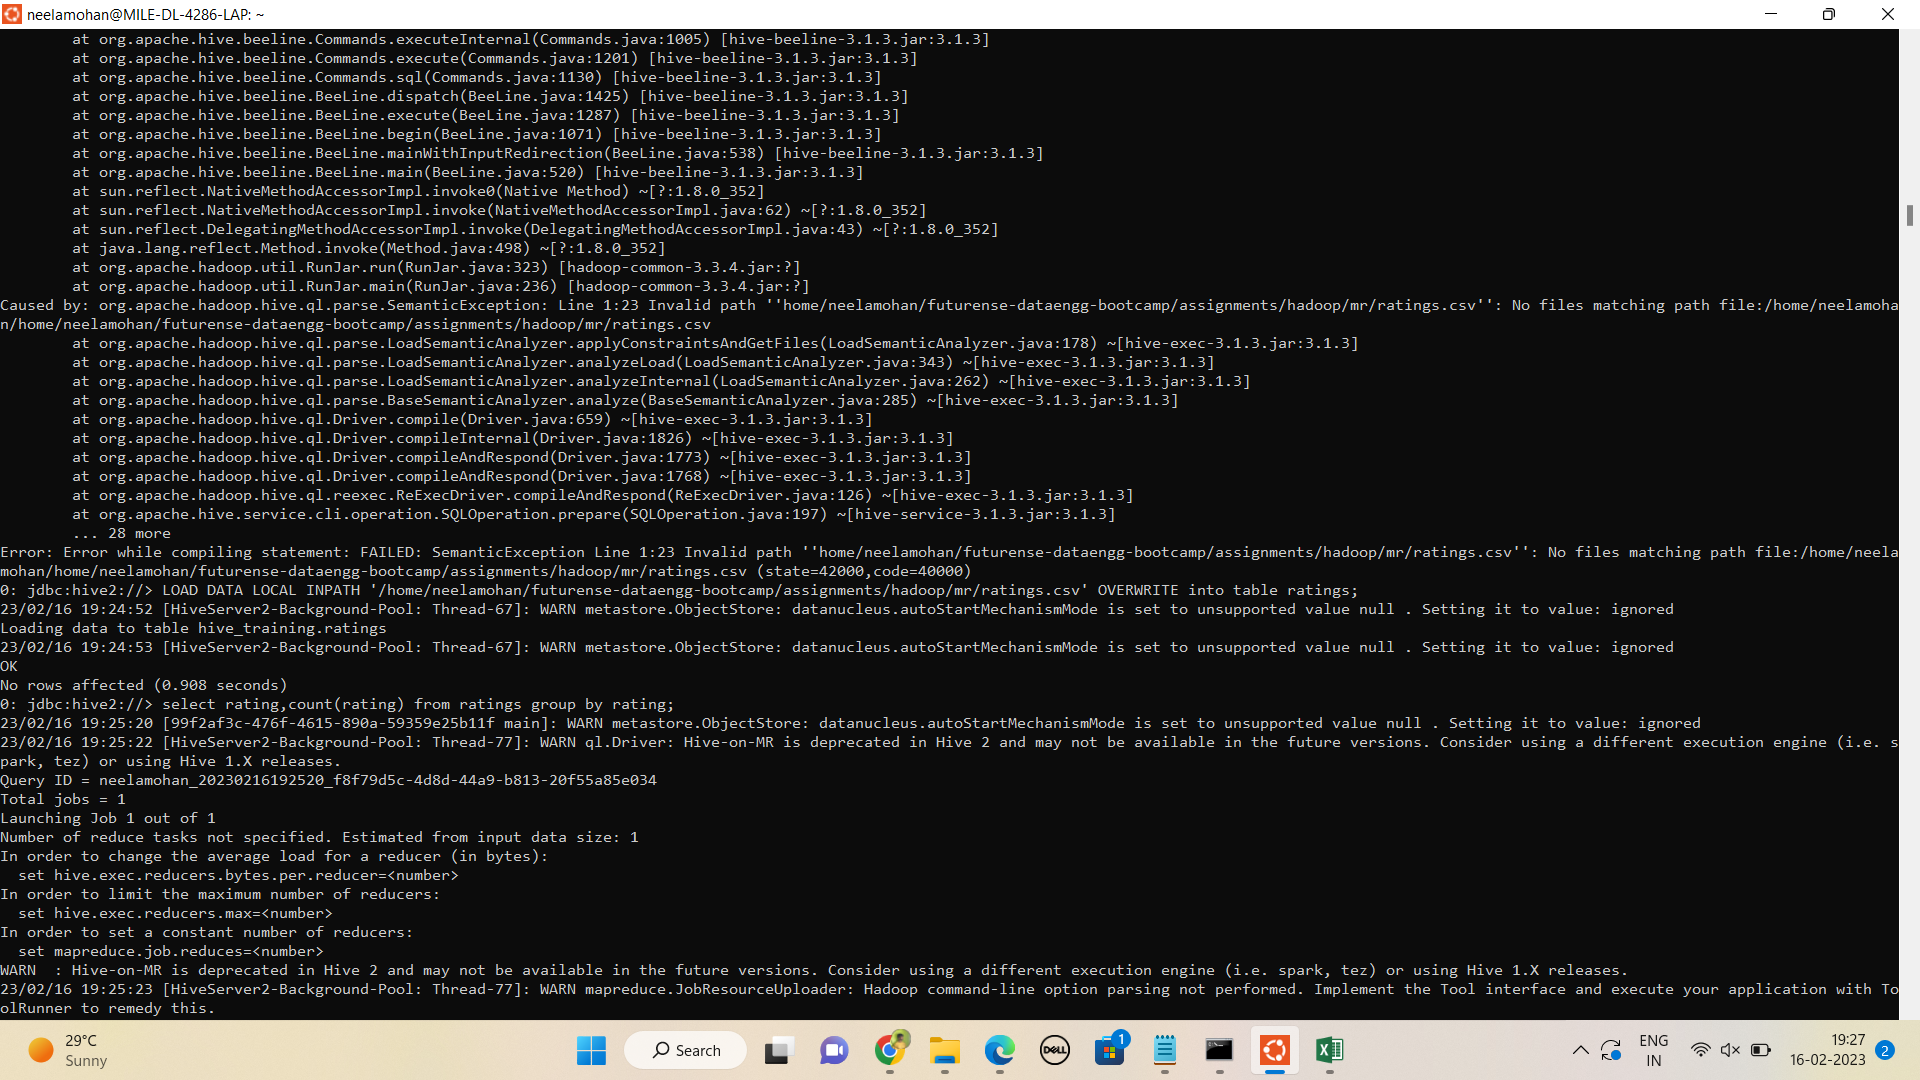 neelamohan@MILE-DL-4286-LAP: ~
at org.apache.hive.beeline.Commands.executeInternal(Commands.java:1005) [hive-beeline-3.1.3.jar:3.1.3]
at org.apache.hive.beeline.Commands.execute(Commands.java:1201) [hive-beeline-3.1.3.jar:3.1.3]
at org.apache.hive.beeline.Commands.sql(Commands.java:1130) [hive-beeline-3.1.3.jar:3.1.3]
at org.apache.hive.beeline.BeeLine.dispatch(BeeLine.java:1425) [hive-beeline-3.1.3.jar:3.1.3]
at org.apache.hive.beeline.BeeLine.execute(BeeLine.java:1287) [hive-beeline-3.1.3.jar:3.1.3]
at org.apache.hive.beeline.BeeLine.begin(BeeLine.java:1071) [hive-beeline-3.1.3.jar:3.1.3]
at org.apache.hive.beeline.BeeLine.mainWithInputRedirection(BeeLine.java:538) [hive-beeline-3.1.3.jar:3.1.3]
at org.apache.hive.beeline.BeeLine.main(BeeLine.java:520) [hive-beeline-3.1.3.jar:3.1.3]
at sun.reflect.NativeMethodAccessorImpl.invoke0(Native Method) ~[?:1.8.0_352]
at sun.reflect.NativeMethodAccessorImpl.invoke(NativeMethodAccessorImpl.java:62) ~[?:1.8.0_352]
at sun.reflect.DelegatingMethodAccessorImpl.invoke(DelegatingMethodAccessorImpl.java:43) ~[?:1.8.0_352]
at java.lang.reflect.Method.invoke(Method.java:498) ~[?:1.8.0_352]
at org.apache.hadoop.util.RunJar.run(RunJar.java:323) [hadoop-common-3.3.4.jar:?]
at org.apache.hadoop.util.RunJar.main(RunJar.java:236) [hadoop-common-3.3.4.jar:?]
Caused by: org.apache.hadoop.hive.ql.parse.SemanticException: Line 1:23 Invalid path ''home/neelamohan/futurense-dataengg-bootcamp/assignments/hadoop/mr/ratings.csv'': No files matching path file:/home/neelamoha
n/home/neelamohan/futurense-dataengg-bootcamp/assignments/hadoop/mr/ratings.csv
at org.apache.hadoop.hive.ql.parse.LoadSemanticAnalyzer.applyConstraintsAndGetFiles(LoadSemanticAnalyzer.java:178) ~[hive-exec-3.1.3.jar:3.1.3]
at org.apache.hadoop.hive.ql.parse.LoadSemanticAnalyzer.analyzeLoad(LoadSemanticAnalyzer.java:343) ~[hive-exec-3.1.3.jar:3.1.3]
at org.apache.hadoop.hive.ql.parse.LoadSemanticAnalyzer.analyzeInternal(LoadSemanticAnalyzer.java:262) ~[hive-exec-3.1.3.jar:3.1.3]
at org.apache.hadoop.hive.ql.parse.BaseSemanticAnalyzer.analyze(BaseSemanticAnalyzer.java:285) ~[hive-exec-3.1.3.jar:3.1.3]
at org.apache.hadoop.hive.ql.Driver.compile(Driver.java:659) ~[hive-exec-3.1.3.jar:3.1.3]
at org.apache.hadoop.hive.ql.Driver.compileInternal(Driver.java:1826) ~[hive-exec-3.1.3.jar:3.1.3]
at org.apache.hadoop.hive.ql.Driver.compileAndRespond(Driver.java:1773) ~[hive-exec-3.1.3.jar:3.1.3]
at org.apache.hadoop.hive.ql.Driver.compileAndRespond(Driver.java:1768) ~[hive-exec-3.1.3.jar:3.1.3]
at org.apache.hadoop.hive.ql.reexec.ReExecDriver.compileAndRespond(ReExecDriver.java:126) ~[hive-exec-3.1.3.jar:3.1.3]
at org.apache.hive.service.cli.operation.SQLOperation.prepare(SQLOperation.java:197) ~[hive-service-3.1.3.jar:3.1.3]
... 28 more
Error: Error while compiling statement: FAILED: SemanticException Line 1:23 Invalid path ''home/neelamohan/futurense-dataengg-bootcamp/assignments/hadoop/mr/ratings.csv'': No files matching path file:/home/neela
mohan/home/neelamohan/futurense-dataengg-bootcamp/assignments/hadoop/mr/ratings.csv (state=42000,code=40000)
0: jdbc:hive2://> LOAD DATA LOCAL INPATH '/home/neelamohan/futurense-dataengg-bootcamp/assignments/hadoop/mr/ratings.csv' OVERWRITE into table ratings;
23/02/16 19:24:52 [HiveServer2-Background-Pool: Thread-67]: WARN metastore.ObjectStore: datanucleus.autoStartMechanismMode is set to unsupported value null . Setting it to value: ignored
Loading data to table hive_training.ratings
23/02/16 19:24:53 [HiveServer2-Background-Pool: Thread-67]: WARN metastore.ObjectStore: datanucleus.autoStartMechanismMode is set to unsupported value null . Setting it to value: ignored
OK
No rows affected (0.908 seconds)
0: jdbc:hive2://> select rating,count(rating) from ratings group by rating;
23/02/16 19:25:20 [99f2af3c-476f-4615-890a-59359e25b11f main]: WARN metastore.ObjectStore: datanucleus.autoStartMechanismMode is set to unsupported value null . Setting it to value: ignored
23/02/16 19:25:22 [HiveServer2-Background-Pool: Thread-77]: WARN ql.Driver: Hive-on-MR is deprecated in Hive 2 and may not be available in the future versions. Consider using a different execution engine (i.e. s
park, tez) or using Hive 1.X releases.
Query ID = neelamohan_20230216192520_f8f79d5c-4d8d-44a9-b813-20f55a85e034
Total jobs = 1
Launching Job 1 out of 1
Number of reduce tasks not specified. Estimated from input data size: 1
In order to change the average load for a reducer (in bytes):
set hive.exec.reducers.bytes.per.reducer=<number>
In order to limit the maximum number of reducers:
set hive.exec.reducers.max=<number>
In order to set a constant number of reducers:
set mapreduce.job.reduces=<number>
WARN  : Hive-on-MR is deprecated in Hive 2 and may not be available in the future versions. Consider using a different execution engine (i.e. spark, tez) or using Hive 1.X releases.
23/02/16 19:25:23 [HiveServer2-Background-Pool: Thread-77]: WARN mapreduce.JobResourceUploader: Hadoop command-line option parsing not performed. Implement the Tool interface and execute your application with To
olRunner to remedy this.
29°C
Sunny
Search
DELL
1
ENG
IN
19:27
16-02-2023
2